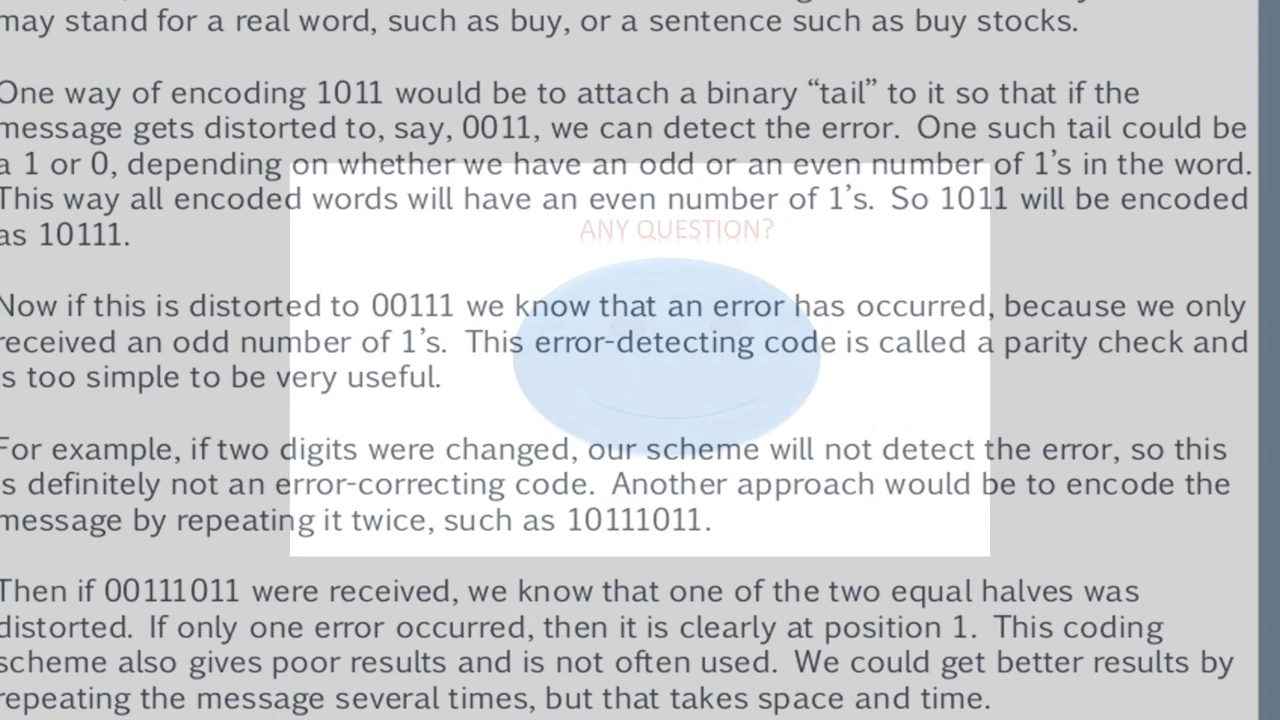 may stand for a real word, such as buy, or a sentence such as buy stocks.
One way of encoding 1011 would be to attach a binary “tail” to it so that if the
message gets distorted to, say, 0011, we can detect the error. One such tail could be
a 1 or 0, depending on whether we have an odd or an even number of 1’s in the word.
This way all encoded words will have an even number of 1’s. So 1011 will be encoded
as 10111.
ANY QUESTION?
Now if this is distorted to 00111 we know that an error has occurred, because we only
received an odd number of 1’s. This error-detecting code is called a parity check and
is too simple to be very useful.
For example, if two digits were changed, our scheme will not detect the error, so this
is definitely not an error-correcting code. Another approach would be to encode the
message by repeating it twice, such as 10111011.
Then if 00111011 were received, we know that one of the two equal halves was
distorted. If only one error occurred, then it is clearly at position 1. This coding
scheme also gives poor results and is not often used. We could get better results by
repeating the message several times, but that takes space and time.